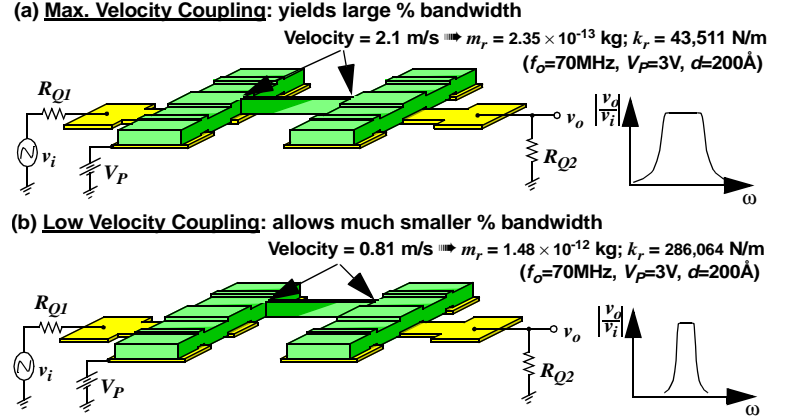 (a) Max. Velocity Coupling: yields large % bandwidth
Velocity = 2.1 m/s ➠ mr = 2.35 × 10⁻¹³ kg; kr = 43,511 N/m
(fo=70MHz, VP=3V, d=200Å)
RQ1
vi
VP
vo
RQ2
|vo/vi|
ω
(b) Low Velocity Coupling: allows much smaller % bandwidth
Velocity = 0.81 m/s ➠ mr = 1.48 × 10⁻¹² kg; kr = 286,064 N/m
(fo=70MHz, VP=3V, d=200Å)
RQ1
vi
VP
vo
RQ2
|vo/vi|
ω